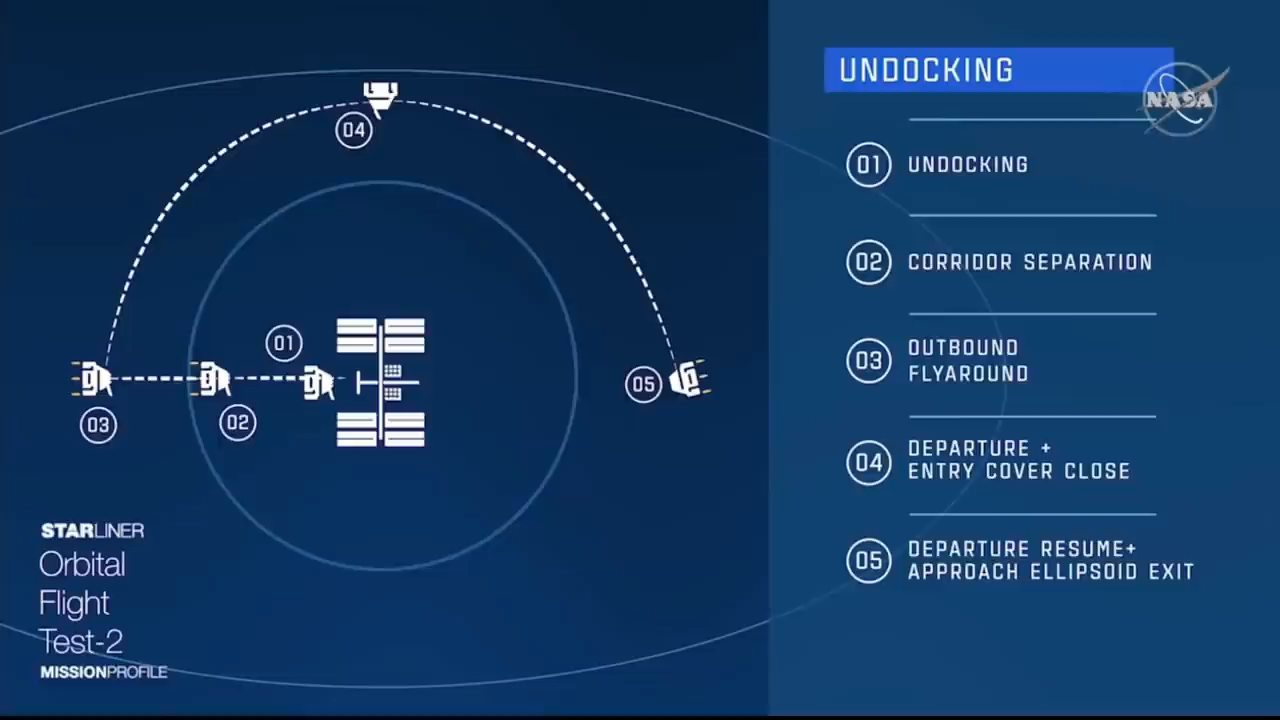 UNDOCKING
NASA
01 UNDOCKING
02 CORRIDOR SEPARATION
03 OUTBOUND
FLYAROUND
04 DEPARTURE +
ENTRY COVER CLOSE
05 DEPARTURE RESUME+
APPROACH ELLIPSOID EXIT
04
01
05
03
02
STARLINER
Orbital
Flight
Test-2
MISSIONPROFILE